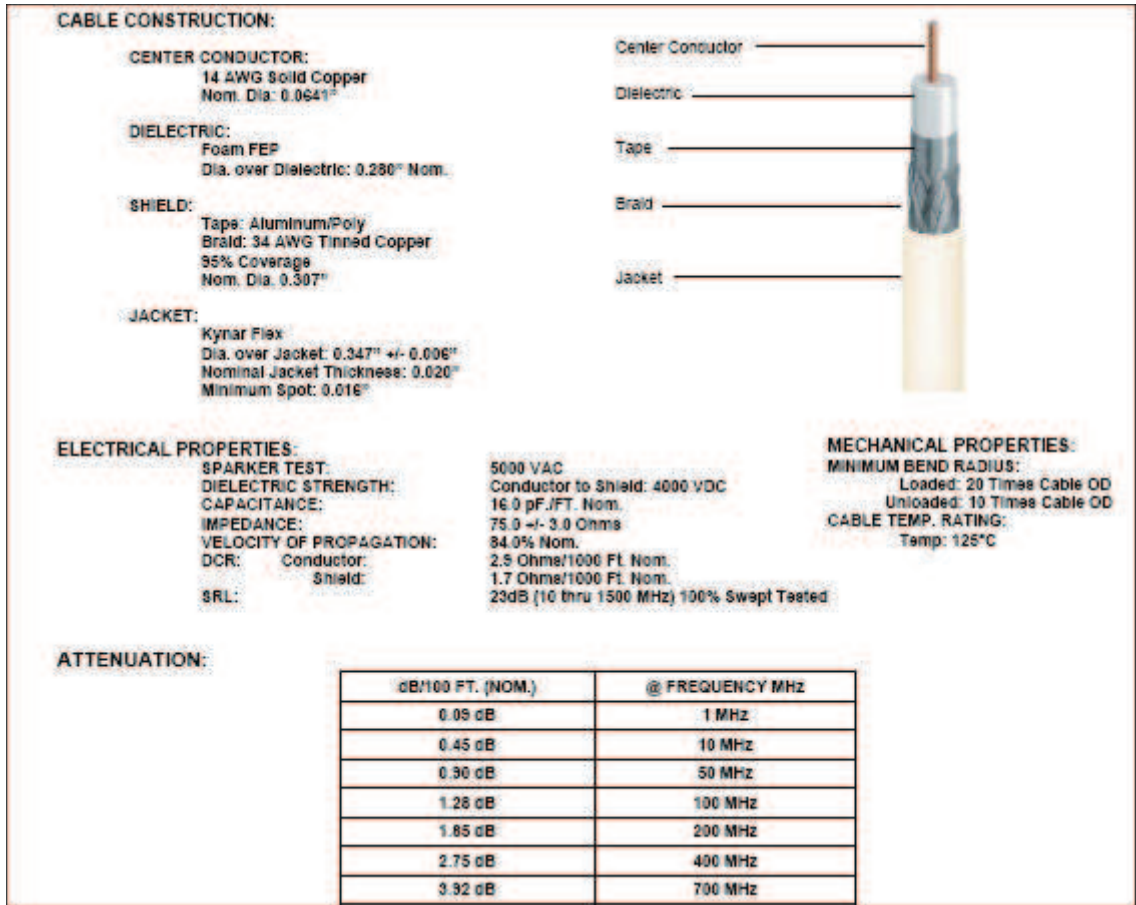 CABLE CONSTRUCTION:
CENTER CONDUCTOR:
14 AWG Solid Copper
Nom. Dia: 0.0641"
DIELECTRIC:
Foam FEP
Dia. over Dielectric: 0.280" Nom.
SHIELD:
Tape: Aluminum/Poly
Braid: 34 AWG Tinned Copper
95% Coverage
Nom. Dia. 0.307"
JACKET:
Kynar Flex
Dia. over Jacket: 0.347" +/- 0.006"
Nominal Jacket Thickness: 0.020"
Minimum Spot: 0.016"
Center Conductor
Dielectric
Tape
Braid
Jacket
ELECTRICAL PROPERTIES:
SPARKER TEST: 5000 VAC
DIELECTRIC STRENGTH: Conductor to Shield: 4000 VDC
CAPACITANCE: 16.0 pF./FT. Nom.
IMPEDANCE: 75.0 +/- 3.0 Ohms
VELOCITY OF PROPAGATION: 84.0% Nom.
DCR: Conductor: 2.9 Ohms/1000 Ft. Nom.
Shield: 1.7 Ohms/1000 Ft. Nom.
SRL: 23dB (10 thru 1500 MHz) 100% Swept Tested
MECHANICAL PROPERTIES:
MINIMUM BEND RADIUS:
Loaded: 20 Times Cable OD
Unloaded: 10 Times Cable OD
CABLE TEMP. RATING:
Temp: 125°C
ATTENUATION:
dB/100 FT. (NOM.) @ FREQUENCY MHz
0.09 dB 1 MHz
0.45 dB 10 MHz
0.90 dB 50 MHz
1.28 dB 100 MHz
1.85 dB 200 MHz
2.75 dB 400 MHz
3.92 dB 700 MHz